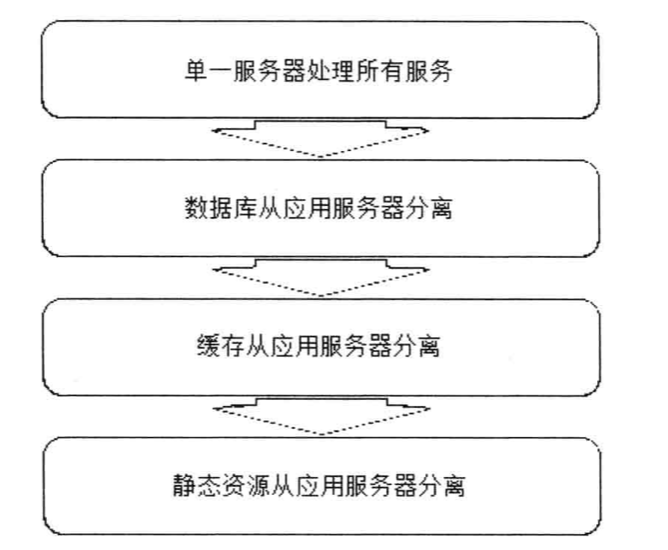 单一服务器处理所有服务
数据库从应用服务器分离
缓存从应用服务器分离
静态资源从应用服务器分离